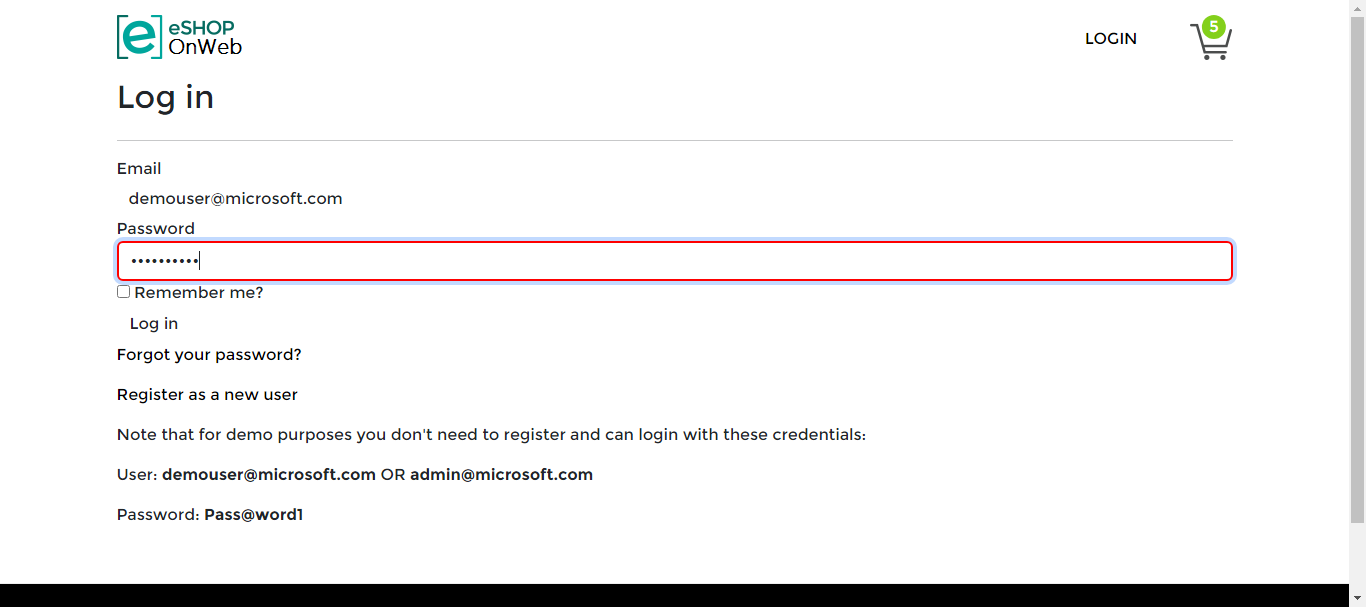 eSHOP
OnWeb
LOGIN
5
Log in
Email
demouser@microsoft.com
Password
••••••••••
Remember me?
Log in
Forgot your password?
Register as a new user
Note that for demo purposes you don't need to register and can login with these credentials:
User: demouser@microsoft.com OR admin@microsoft.com
Password: Pass@word1